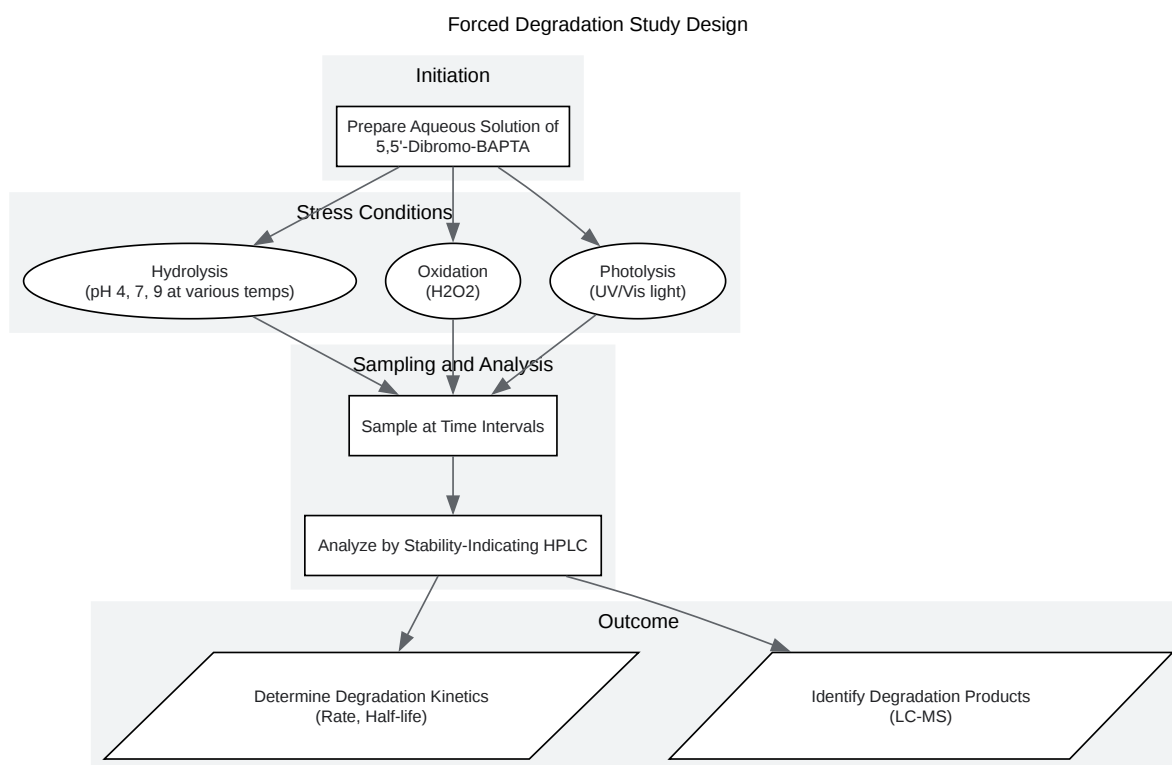 Forced Degradation Study Design
Initiation
Prepare Aqueous Solution of
5,5'-Dibromo-BAPTA
Stress Conditions
Hydrolysis
(pH 4, 7, 9 at various temps)
Oxidation
(H2O2)
Photolysis
(UV/Vis light)
Sampling and Analysis
Sample at Time Intervals
Analyze by Stability-Indicating HPLC
Outcome
Determine Degradation Kinetics
(Rate, Half-life)
Identify Degradation Products
(LC-MS)